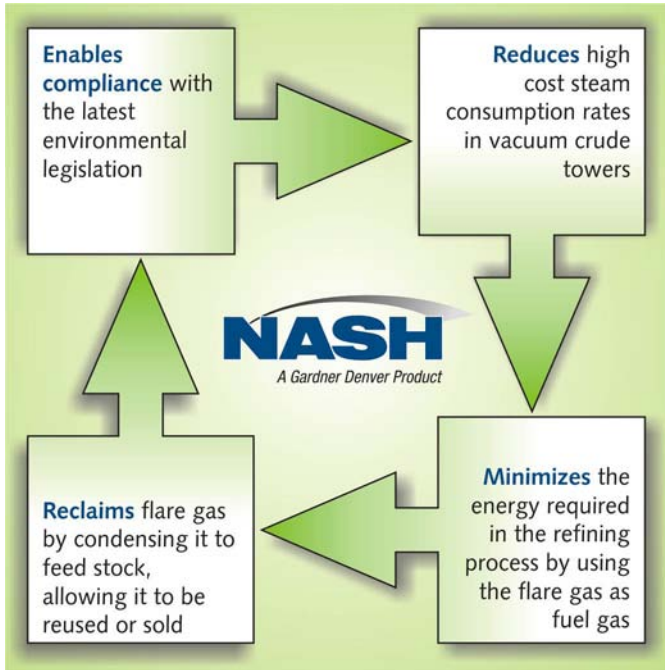 Enables
compliance with
the latest
environmental
legislation
Reduces high
cost steam
consumption rates
in vacuum crude
towers
NASH
A Gardner Denver Product
Reclaims flare gas
by condensing it to
feed stock,
allowing it to be
reused or sold
Minimizes the
energy required
in the refining
process by using
the flare gas as
fuel gas